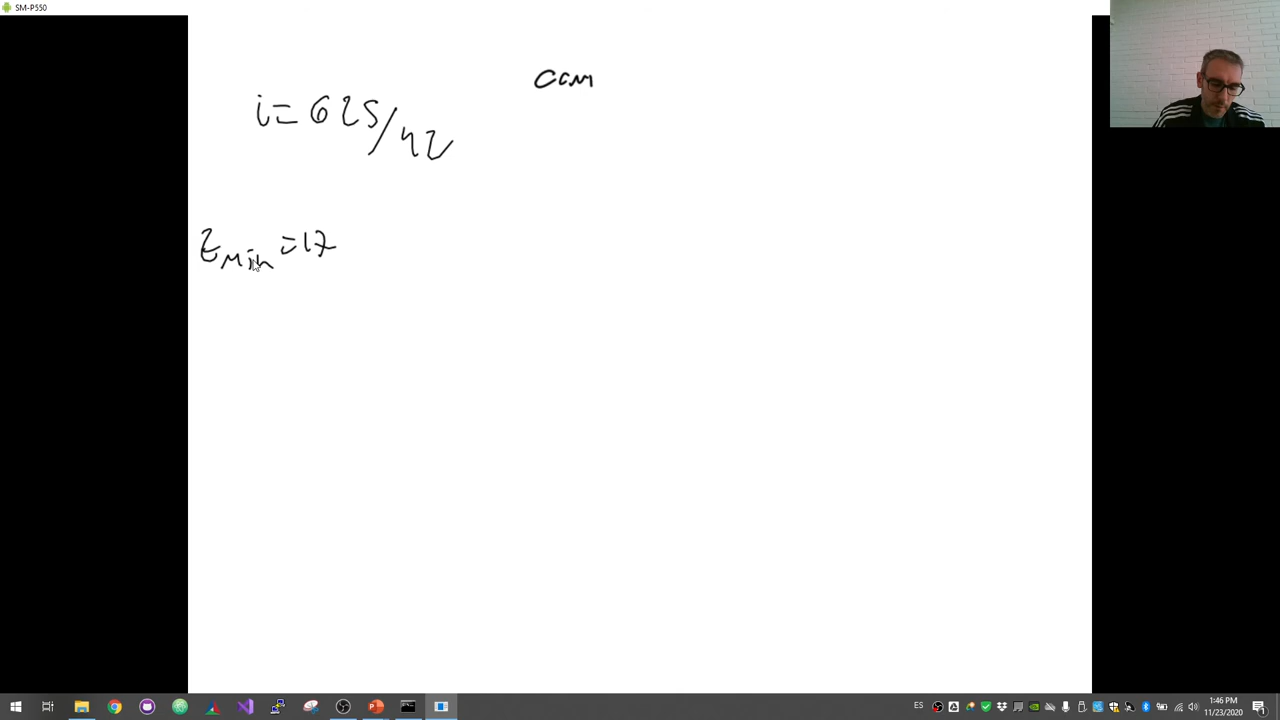 SM-P550
CCM
i=625/42
Zmin=17
ES
1:46 PM
11/23/2020